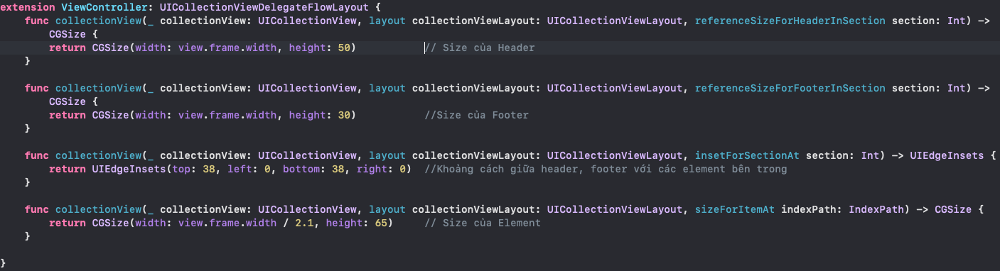 extension ViewController: UICollectionViewDelegateFlowLayout {
    func collectionView(_ collectionView: UICollectionView, layout collectionViewLayout: UICollectionViewLayout, referenceSizeForHeaderInSection section: Int) ->
        CGSize {
        return CGSize(width: view.frame.width, height: 50)           // Size của Header
    }
    func collectionView(_ collectionView: UICollectionView, layout collectionViewLayout: UICollectionViewLayout, referenceSizeForFooterInSection section: Int) ->
        CGSize {
        return CGSize(width: view.frame.width, height: 30)           //Size của Footer
    }
    func collectionView(_ collectionView: UICollectionView, layout collectionViewLayout: UICollectionViewLayout, insetForSectionAt section: Int) -> UIEdgeInsets {
        return UIEdgeInsets(top: 38, left: 0, bottom: 38, right: 0)  //Khoảng cách giữa header, footer với các element bên trong
    }
    func collectionView(_ collectionView: UICollectionView, layout collectionViewLayout: UICollectionViewLayout, sizeForItemAt indexPath: IndexPath) -> CGSize {
        return CGSize(width: view.frame.width / 2.1, height: 65)     // Size của Element
    }
}